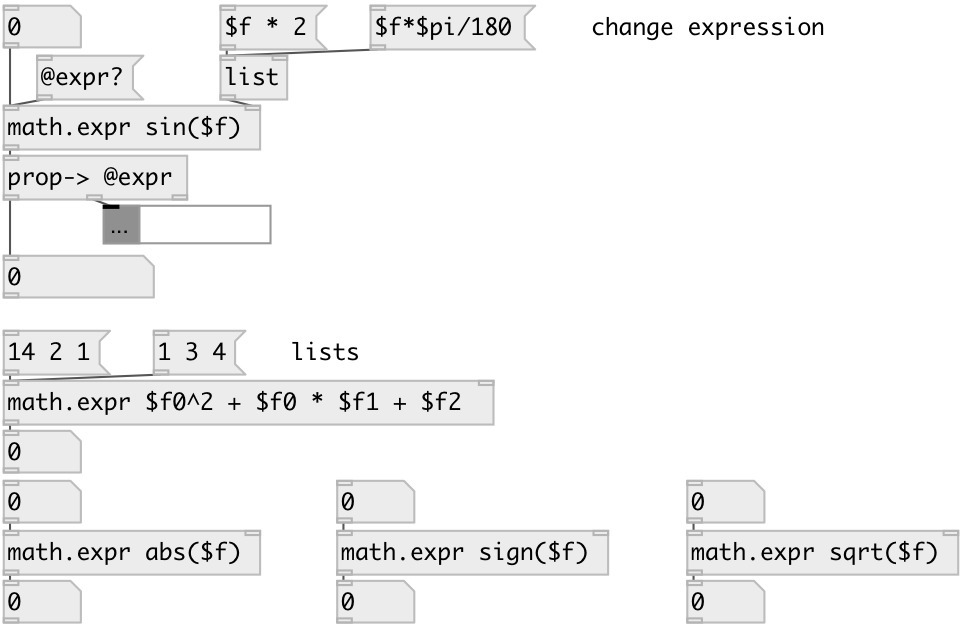 0
$f * 2
$f*$pi/180
change expression
@expr?
list
math.expr sin($f)
prop-> @expr
...
0
14 2 1
1 3 4
lists
math.expr $f0^2 + $f0 * $f1 + $f2
0
0
0
0
math.expr abs($f)
math.expr sign($f)
math.expr sqrt($f)
0
0
0